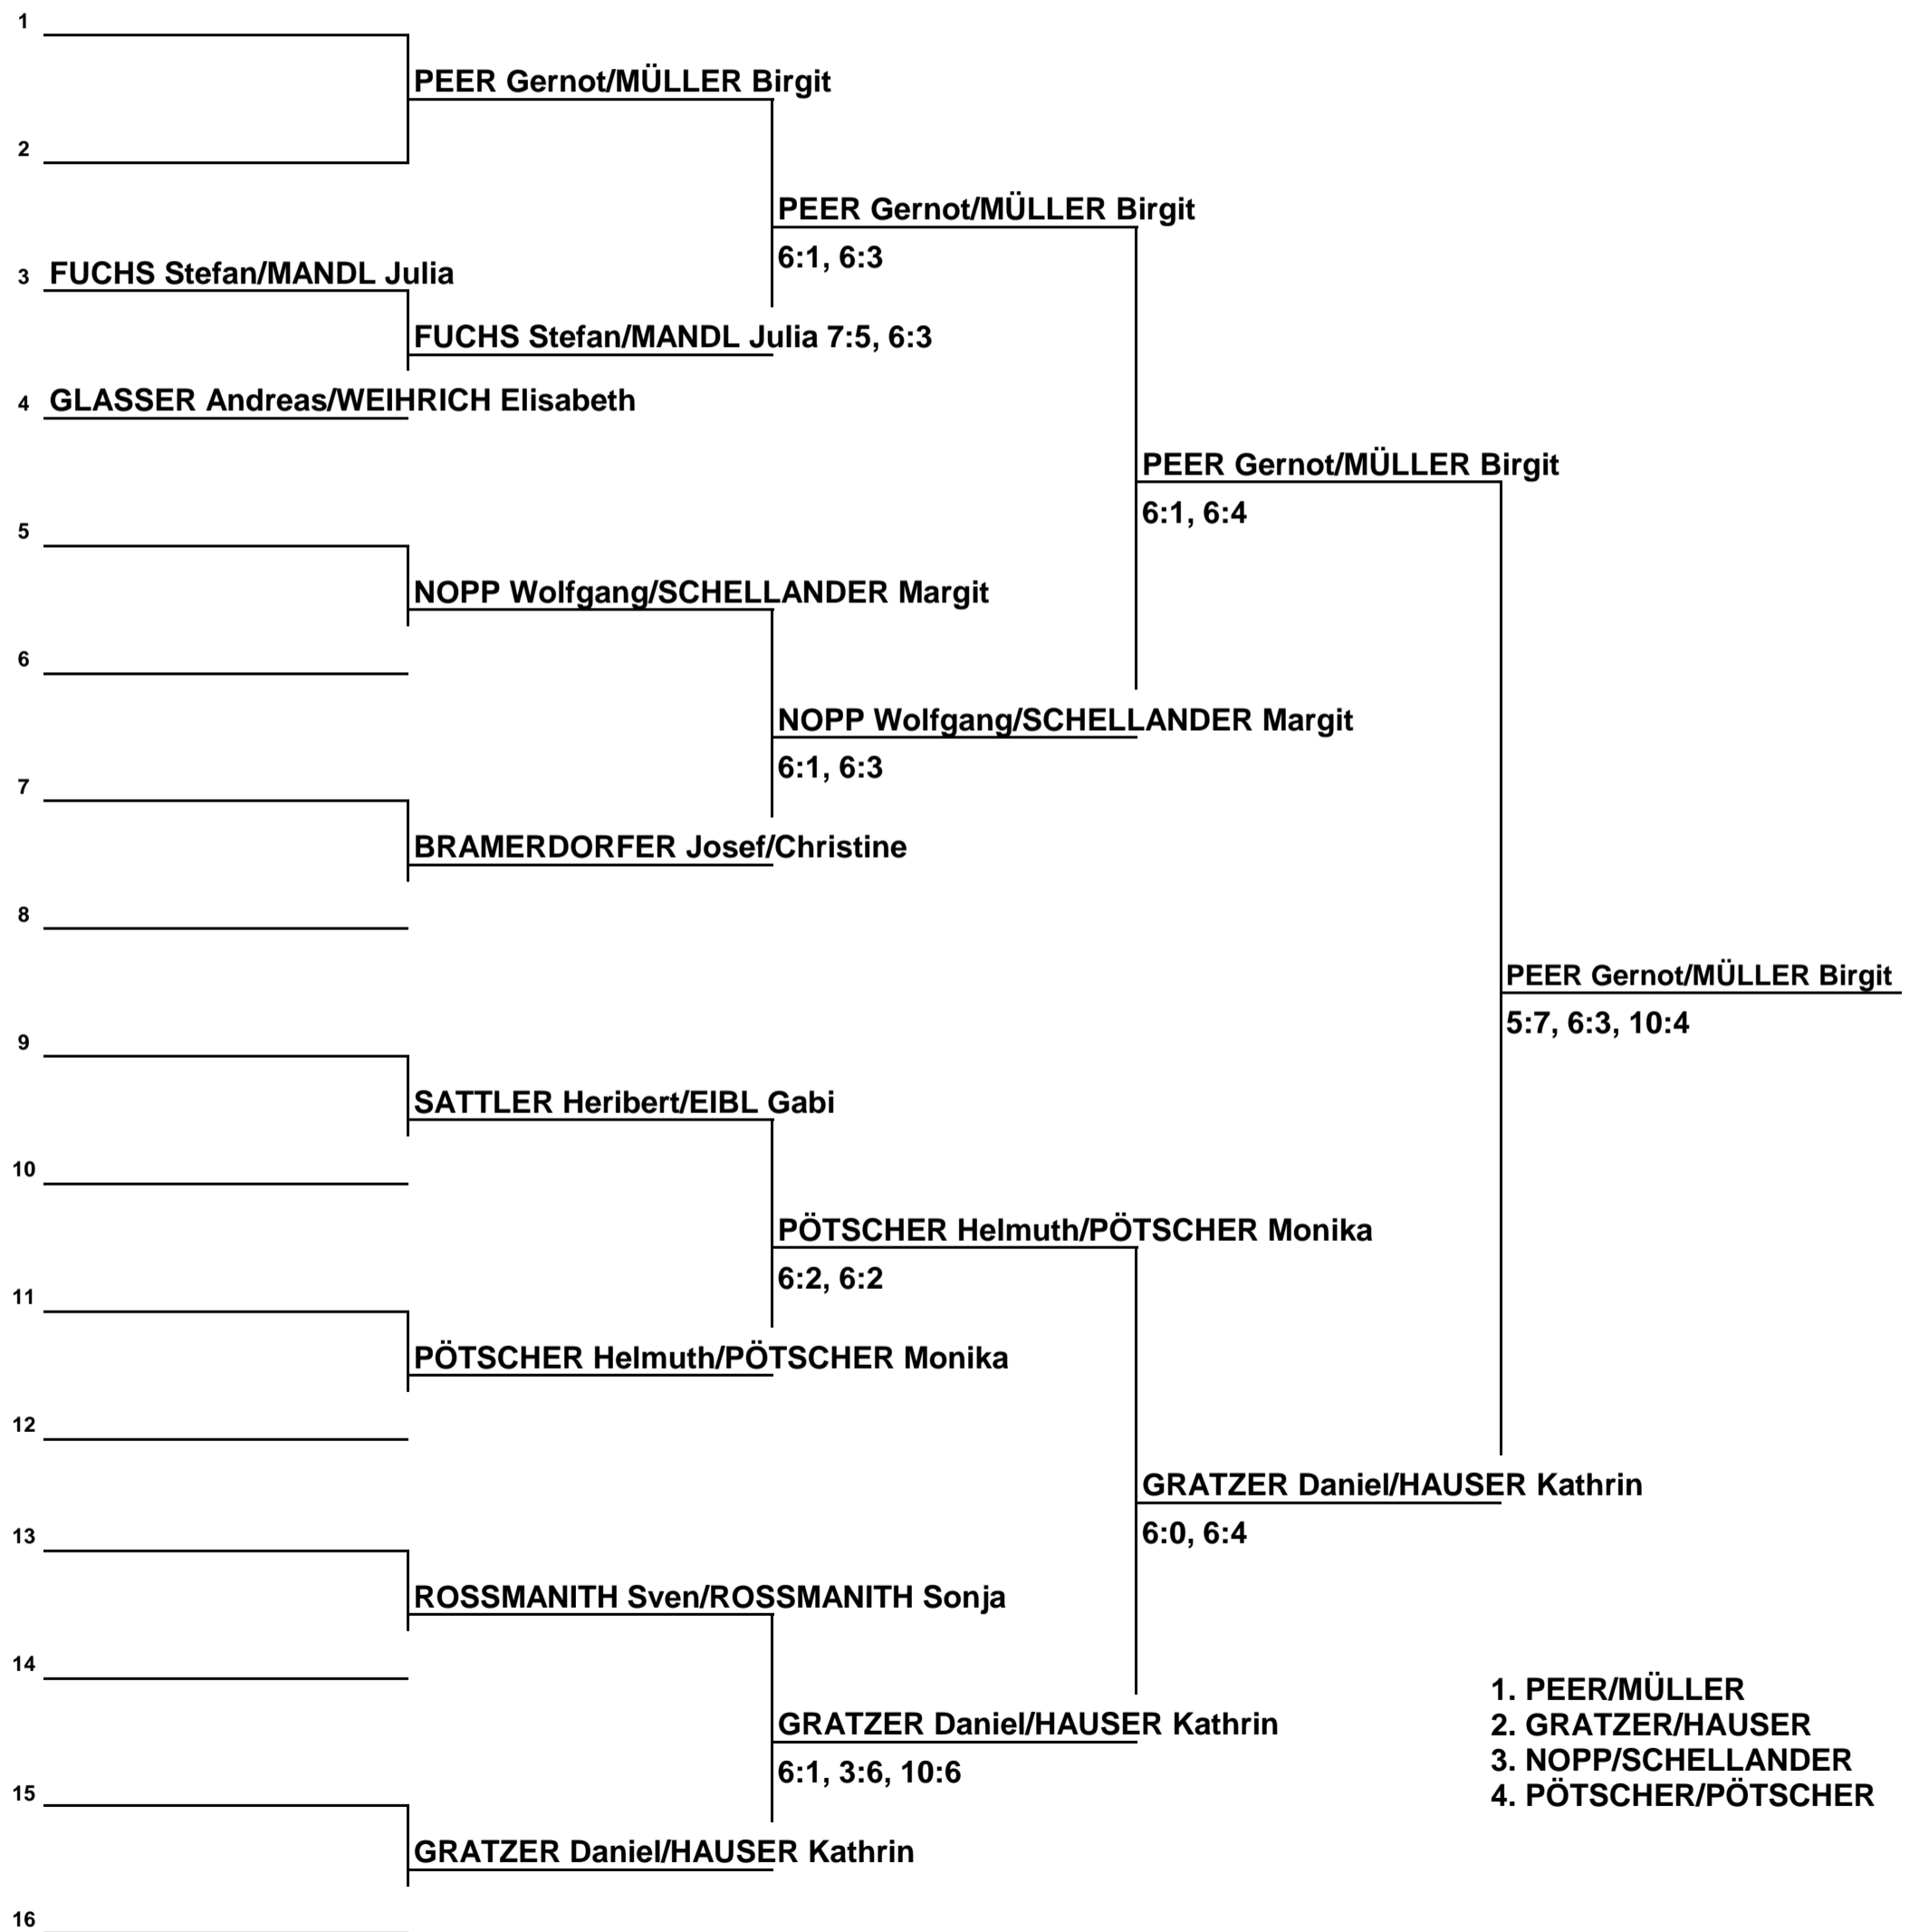 1
PEER Gernot/MÜLLER Birgit
2
PEER Gernot/MÜLLER Birgit
6:1, 6:3
3 FUCHS Stefan/MANDL Julia
FUCHS Stefan/MANDL Julia 7:5, 6:3
4 GLASSER Andreas/WEIHRICH Elisabeth
PEER Gernot/MÜLLER Birgit
6:1, 6:4
5
NOPP Wolfgang/SCHELLANDER Margit
6
NOPP Wolfgang/SCHELLANDER Margit
6:1, 6:3
7
BRAMERDORFER Josef/Christine
8
PEER Gernot/MÜLLER Birgit
5:7, 6:3, 10:4
9
SATTLER Heribert/EIBL Gabi
10
PÖTSCHER Helmuth/PÖTSCHER Monika
6:2, 6:2
11
PÖTSCHER Helmuth/PÖTSCHER Monika
12
GRATZER Daniel/HAUSER Kathrin
6:0, 6:4
13
ROSSMANITH Sven/ROSSMANITH Sonja
14
GRATZER Daniel/HAUSER Kathrin
6:1, 3:6, 10:6
15
GRATZER Daniel/HAUSER Kathrin
16
1. PEER/MÜLLER
2. GRATZER/HAUSER
3. NOPP/SCHELLANDER
4. PÖTSCHER/PÖTSCHER